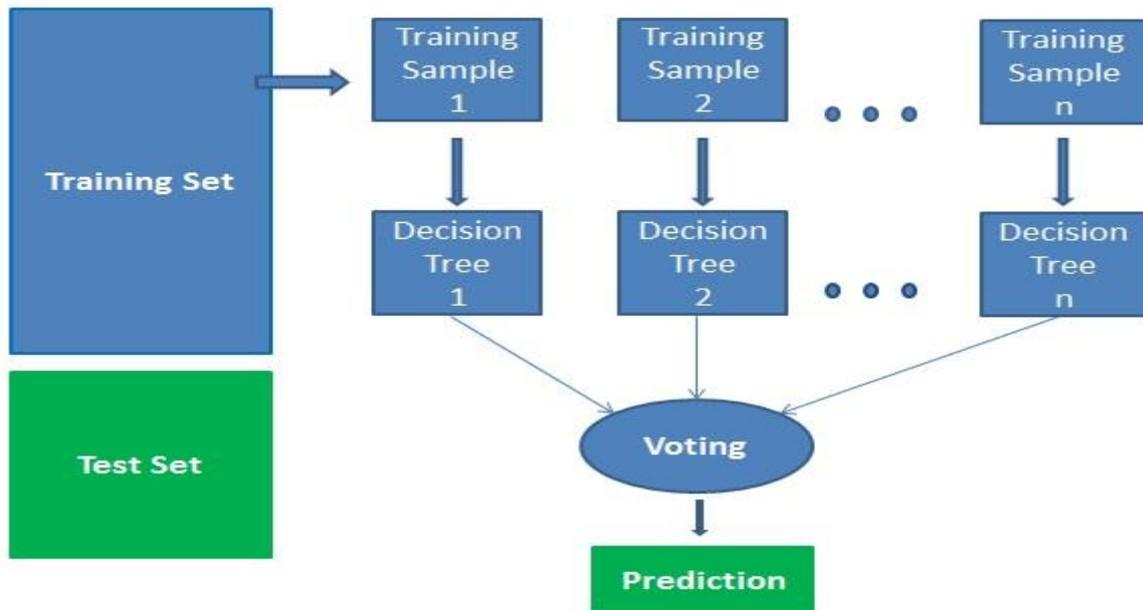 Training Set
Training
Sample
1
Training
Sample
2
Training
Sample
n
Decision
Tree
1
Decision
Tree
2
Decision
Tree
n
Test Set
Voting
Prediction